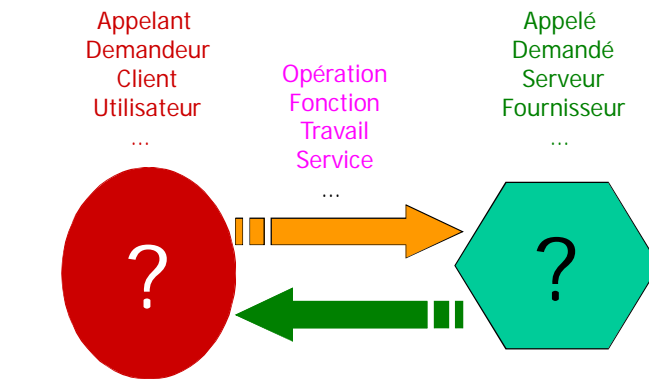 Appelant
Demandeur
Client
Utilisateur
...
Opération
Fonction
Travail
Service
...
Appelé
Demandé
Serveur
Fournisseur
...
?
?